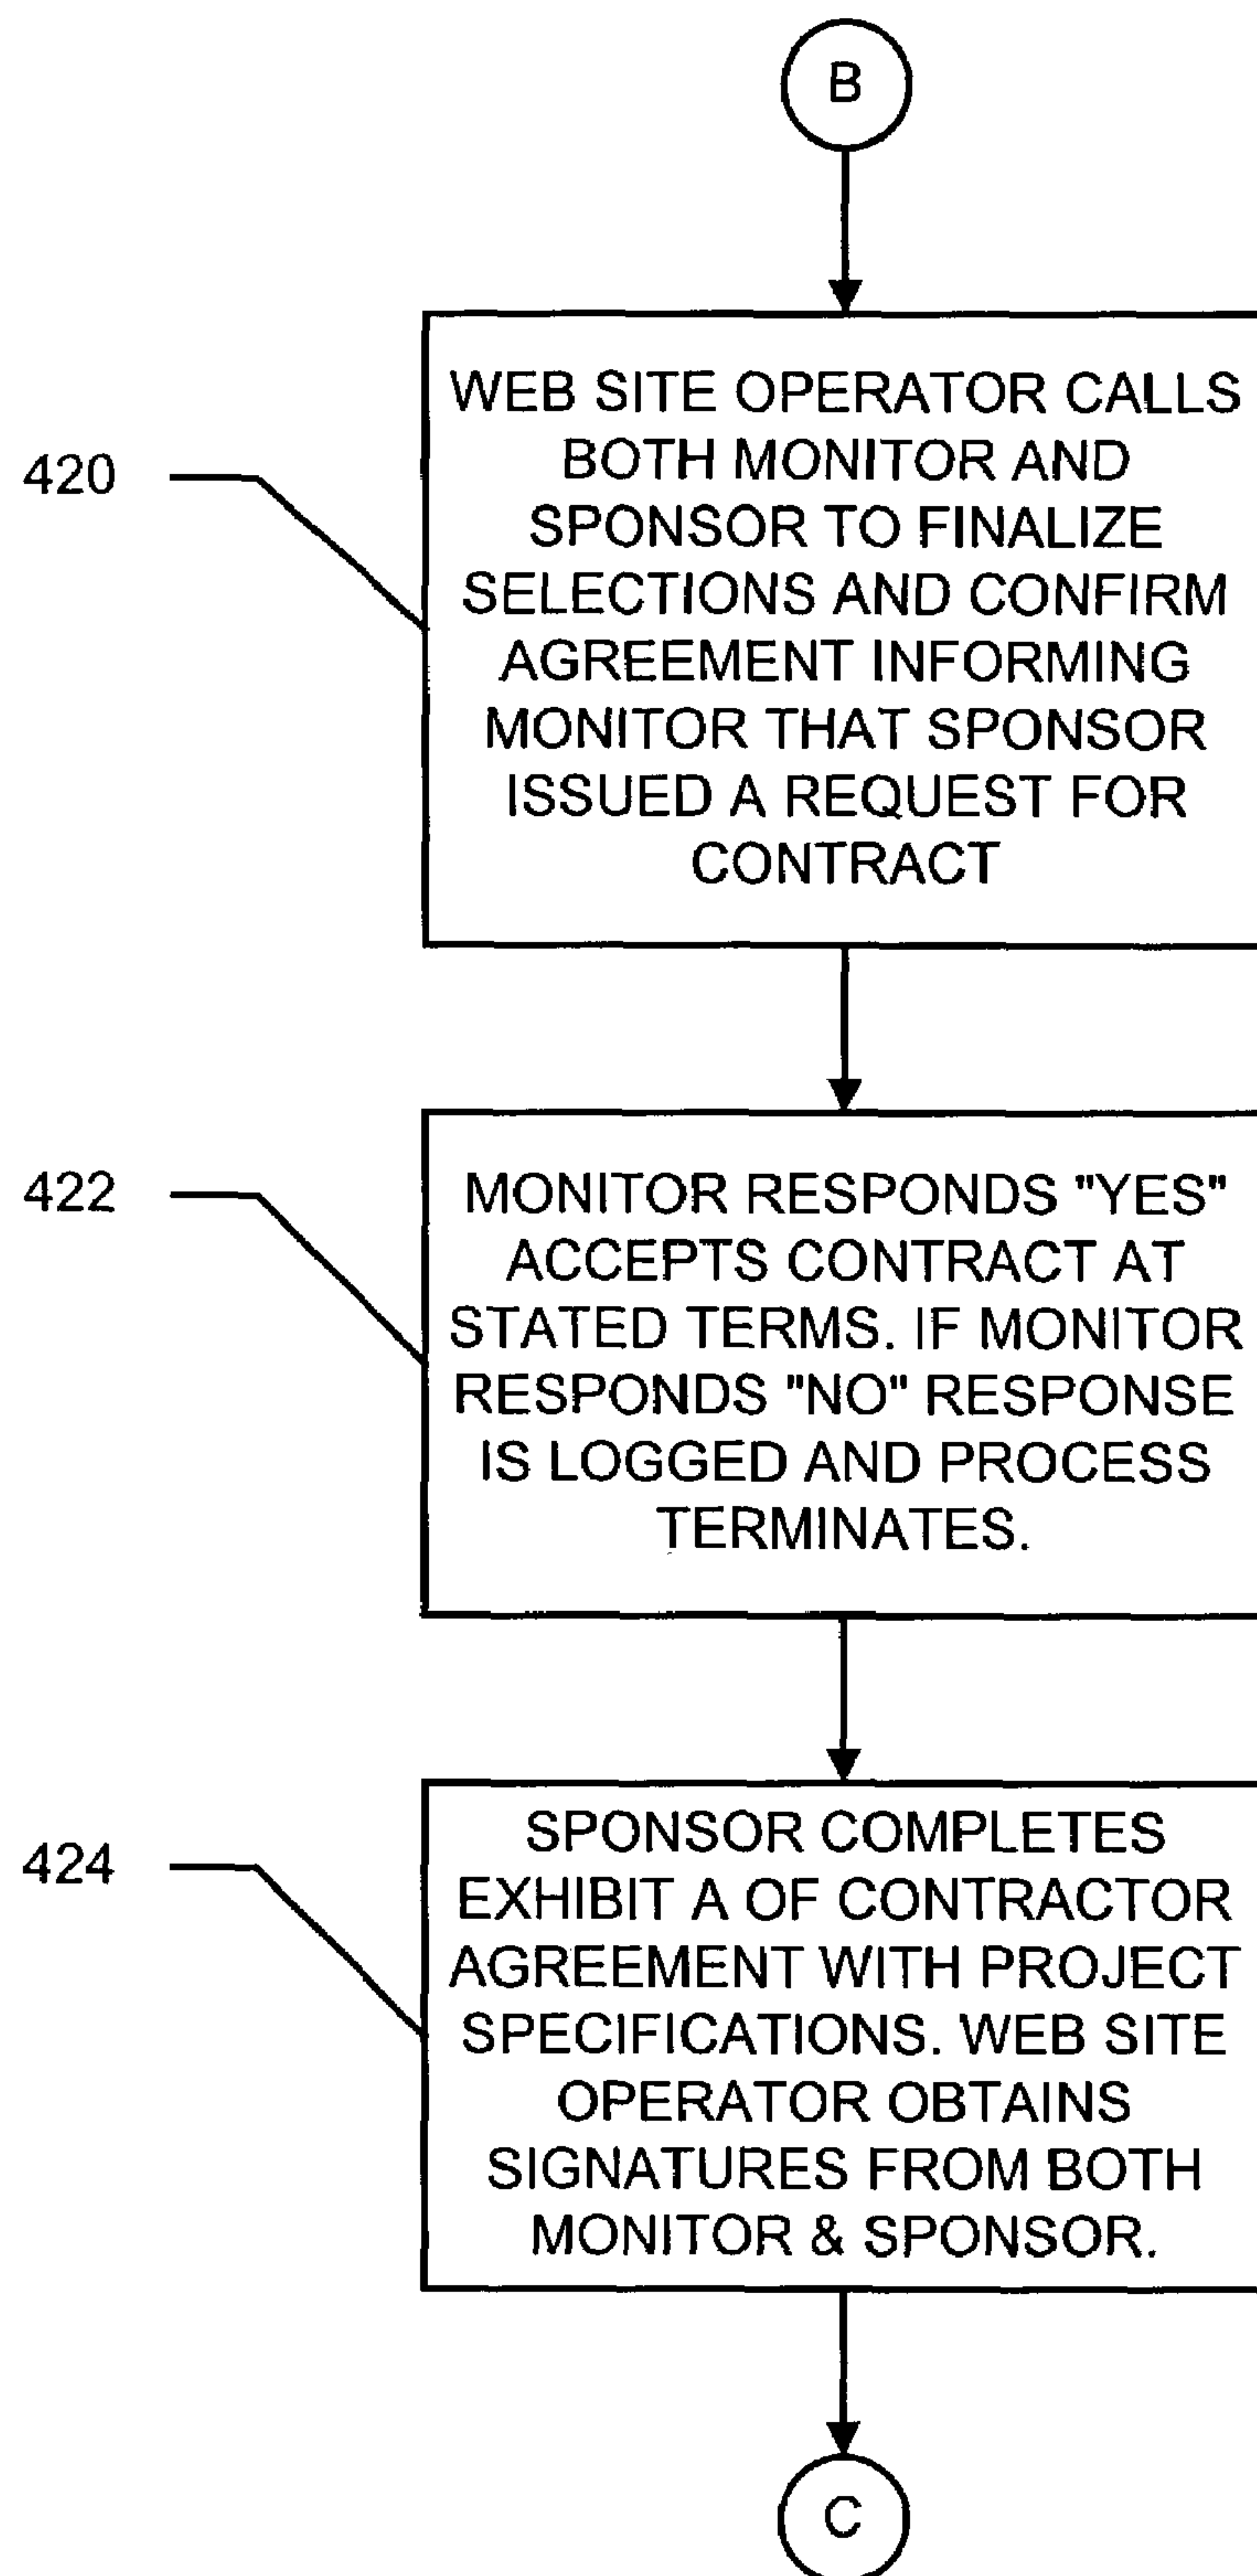 B
420
WEB SITE OPERATOR CALLS
BOTH MONITOR AND
SPONSOR TO FINALIZE
SELECTIONS AND CONFIRM
AGREEMENT INFORMING
MONITOR THAT SPONSOR
ISSUED A REQUEST FOR
CONTRACT
422
MONITOR RESPONDS "YES"
ACCEPTS CONTRACT AT
STATED TERMS. IF MONITOR
RESPONDS "NO" RESPONSE
IS LOGGED AND PROCESS
TERMINATES.
424
SPONSOR COMPLETES
EXHIBIT A OF CONTRACTOR
AGREEMENT WITH PROJECT
SPECIFICATIONS. WEB SITE
OPERATOR OBTAINS
SIGNATURES FROM BOTH
MONITOR & SPONSOR.
C